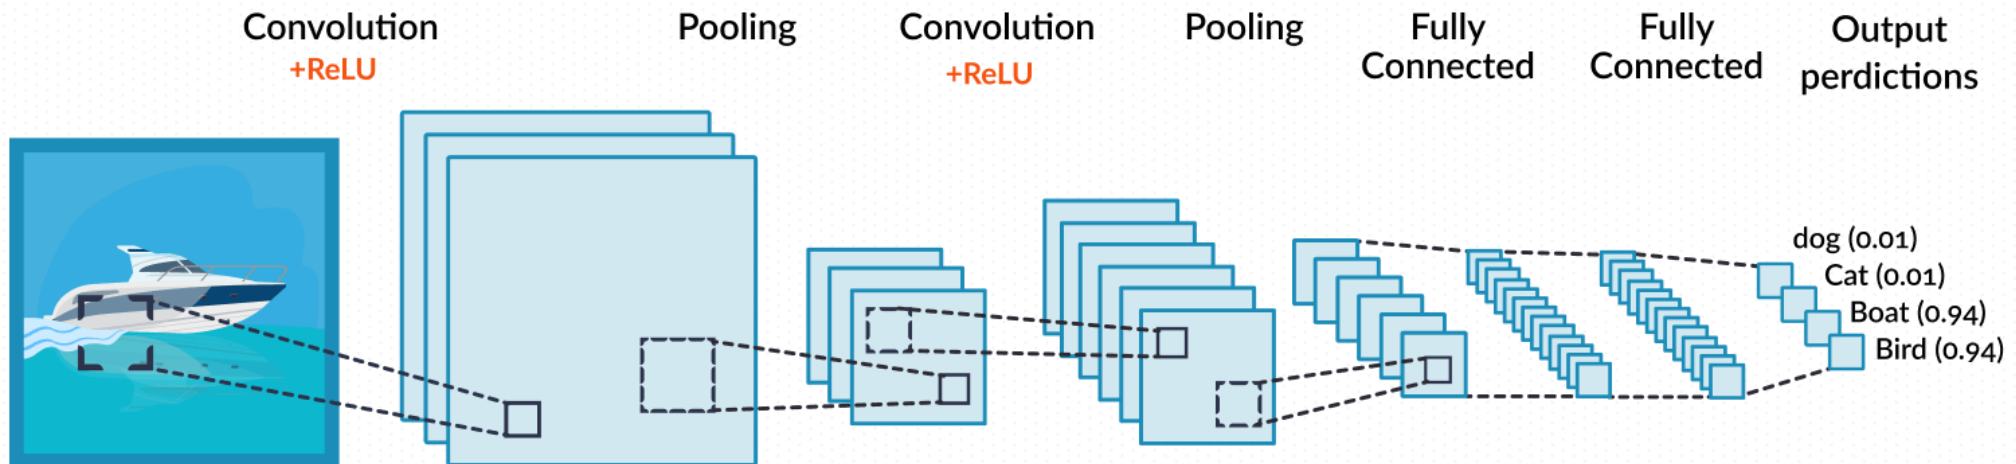 Convolution
+ReLU
Pooling
Convolution
+ReLU
Pooling
Fully
Connected
Fully
Connected
Output
perdictions
dog (0.01)
Cat (0.01)
Boat (0.94)
Bird (0.94)